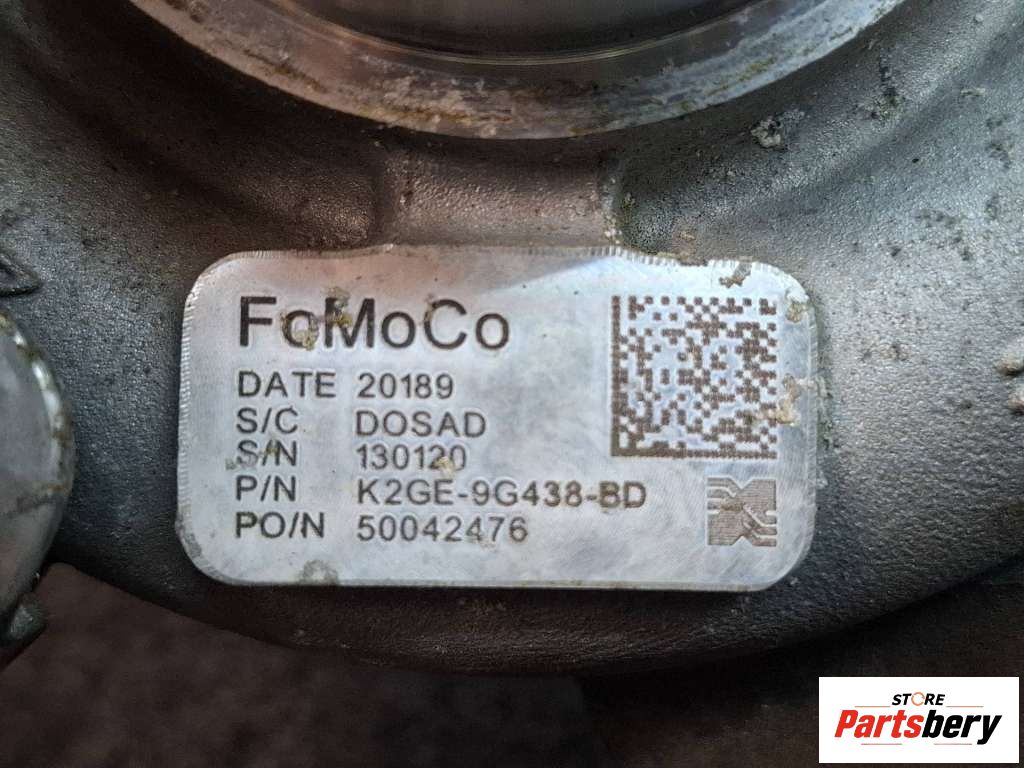 FoMoCo
DATE 20189
S/C DOSAD
S/N 130120
P/N K2GE-9G438-BD
PO/N 50042476
STORE
Partsbery